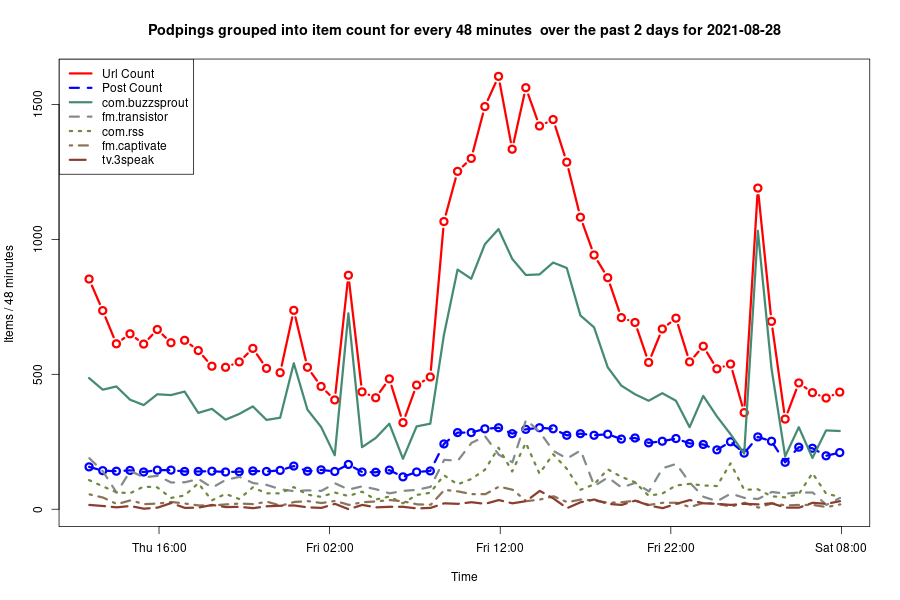 Podpings grouped into item count for every 48 minutes  over the past 2 days for 2021-08-28
Url Count
Post Count
com.buzzsprout
fm.transistor
com.rss
fm.captivate
tv.3speak
Items / 48 minutes
1500
1000
500
0
Thu 16:00
Fri 02:00
Fri 12:00
Fri 22:00
Sat 08:00
Time